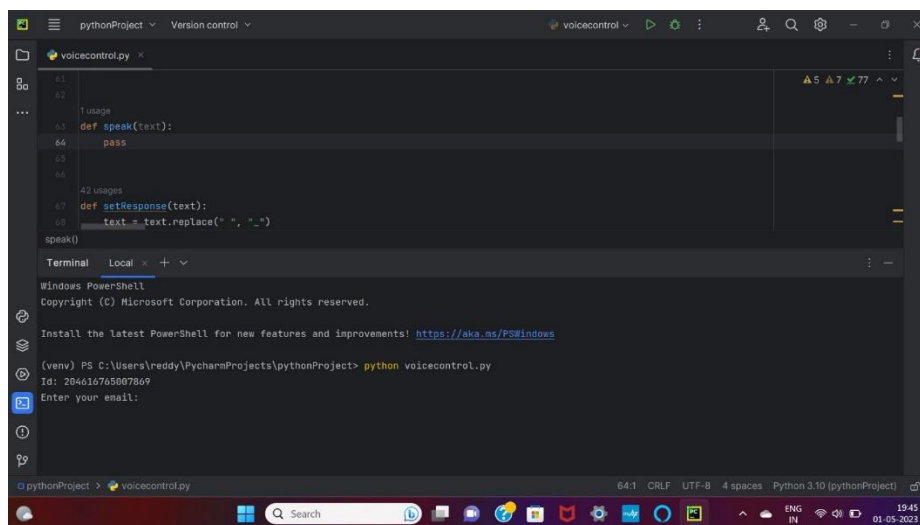 pythonProject Version control voicecontrol
voicecontrol.py
61
5 7 77
62
1 usage
63 def speak(text):
64 pass
65
66
42 usages
67 def setResponse(text):
68 text = text.replace(" ", "_")
speak()
Terminal Local
Windows PowerShell
Copyright (C) Microsoft Corporation. All rights reserved.
Install the latest PowerShell for new features and improvements! https://aka.ms/PSWindows
(venv) PS C:\Users\reddy\PycharmProjects\pythonProject> python voicecontrol.py
Id: 204616765007869
Enter your email:
pythonProject > voicecontrol.py 64:1 CRLF UTF-8 4 spaces Python 3.10 (pythonProject)
Search
ENG
IN
19:45
01-05-2023